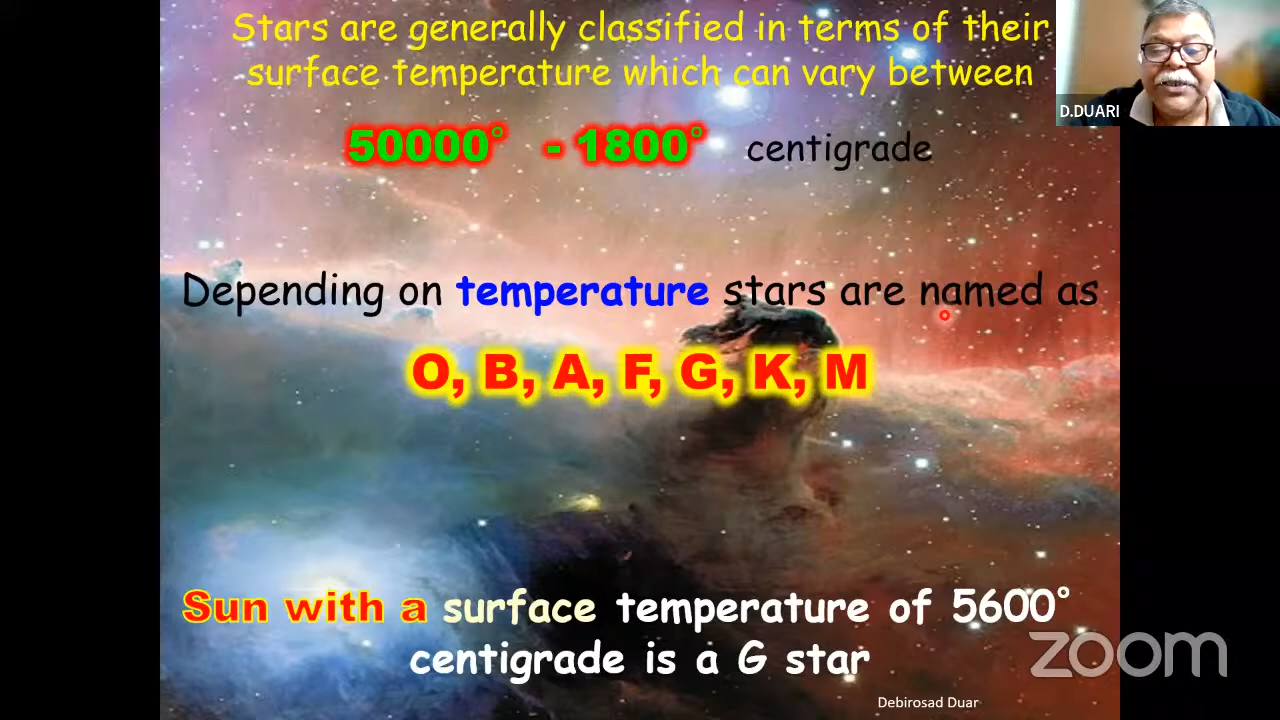 Stars are generally classified in terms of their
surface temperature which can vary between
50000° - 1800° centigrade
D.DUARI
Depending on temperature stars are named as
O, B, A, F, G, K, M
Sun with a surface temperature of 5600°
centigrade is a G star
zoom
Debirosad Duar